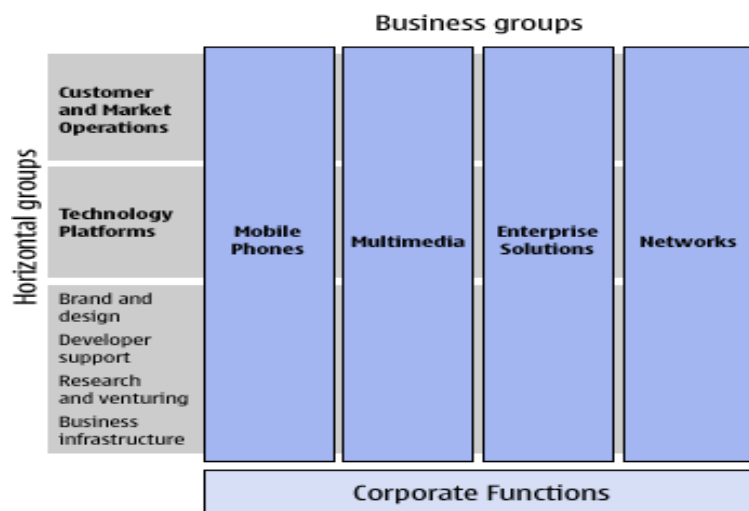 Business groups
Horizontal groups
Customer
and Market
Operations
Technology
Platforms
Brand and
design
Developer
support
Research
and venturing
Business
infrastructure
Mobile
Phones
Multimedia
Enterprise
Solutions
Networks
Corporate Functions